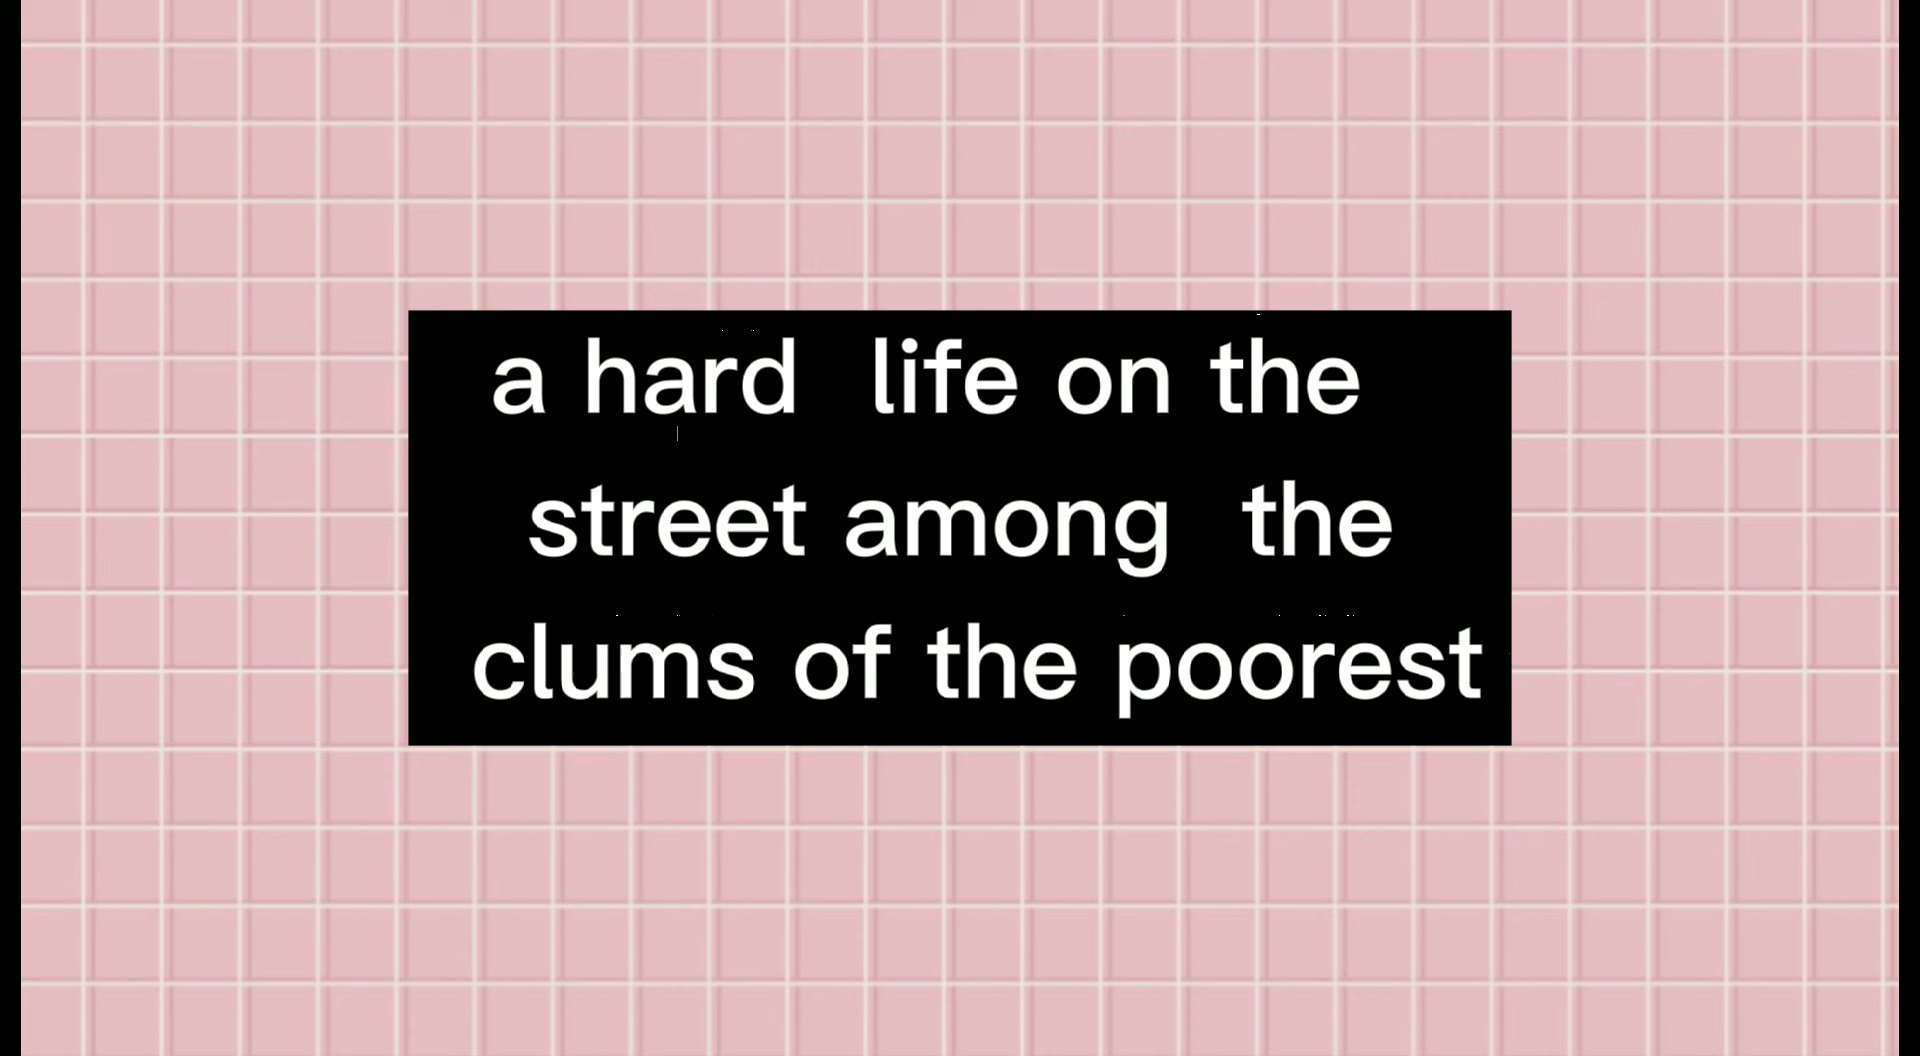 a hard  life on the
street among  the
clums of the poorest